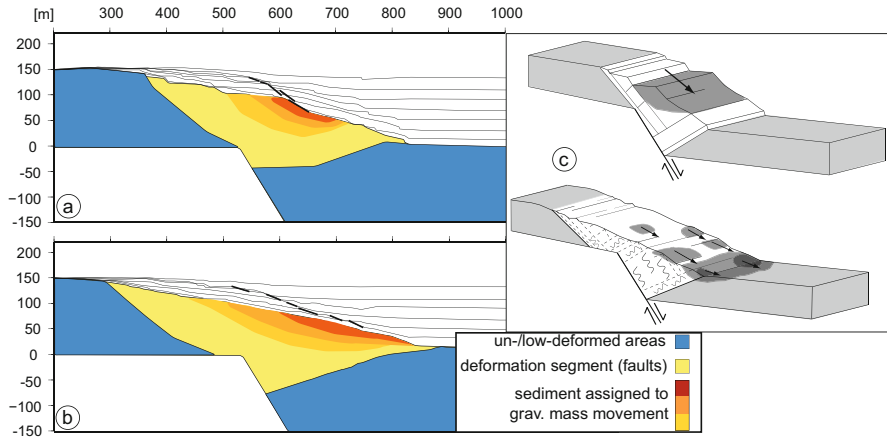 [m] 300 400 500 600 700 800 900 1000
200
150
100
50
0
−50
−100
−150
a
200
150
100
50
0
−50
−100
−150
b
c
un-/low-deformed areas
deformation segment (faults)
sediment assigned to
grav. mass movement